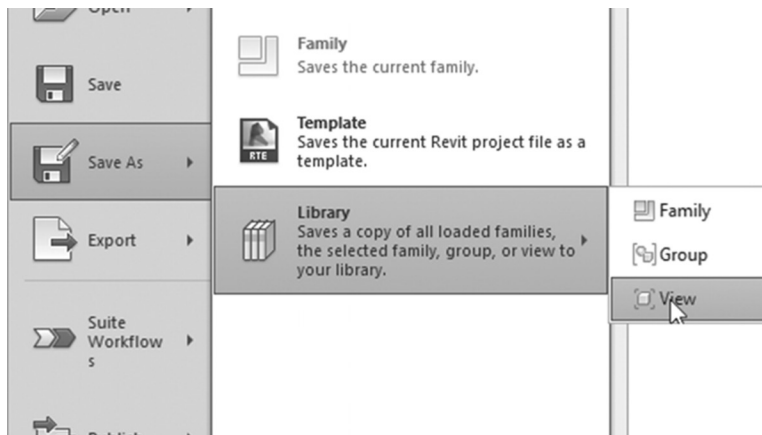 Open
Save
Save As
Export
Suite
Workflow
s
Family
Saves the current family.
Template
Saves the current Revit project file as a
template.
RTE
Library
Saves a copy of all loaded families,
the selected family, group, or view to
your library.
Family
Group
View